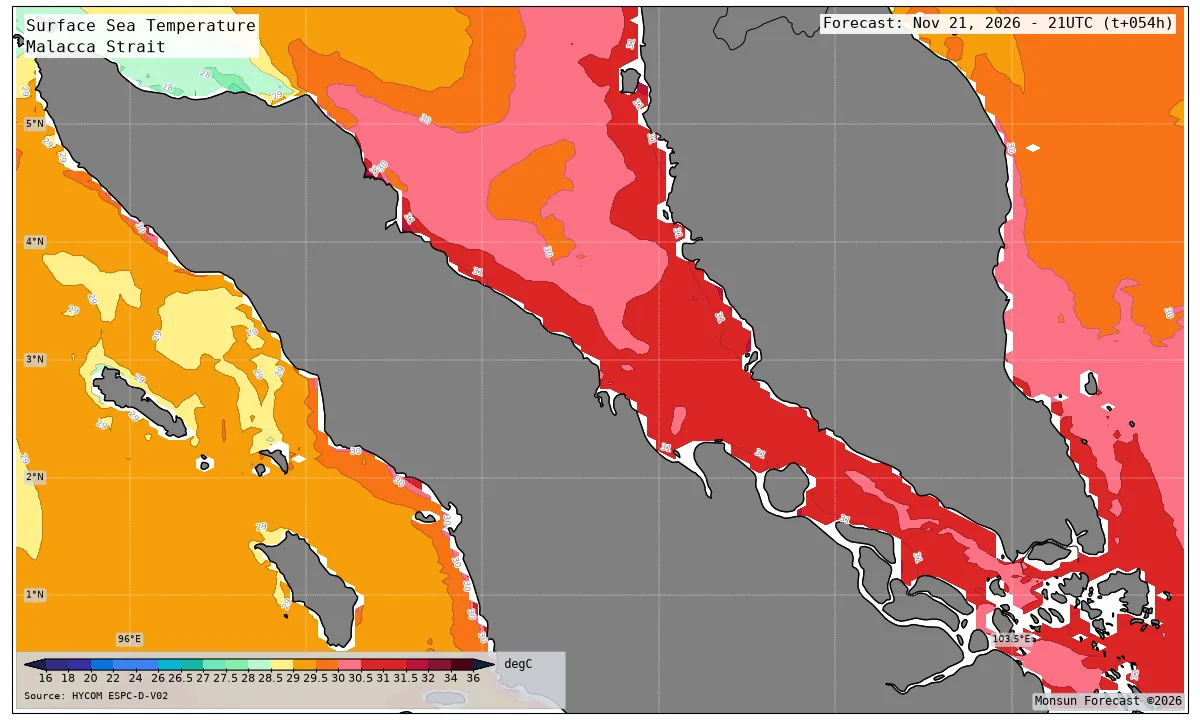 Surface Sea Temperature
Malacca Strait
Forecast: Nov 21, 2026 - 21UTC (t+054h)
5°N
4°N
3°N
2°N
1°N
96°E
103.5°E
degC
16 18 20 22 24 26 26.5 27 27.5 28 28.5 29 29.5 30 30.5 31 31.5 32 34 36
Source: HYCOM ESPC-D-V02
Monsun Forecast ©2026